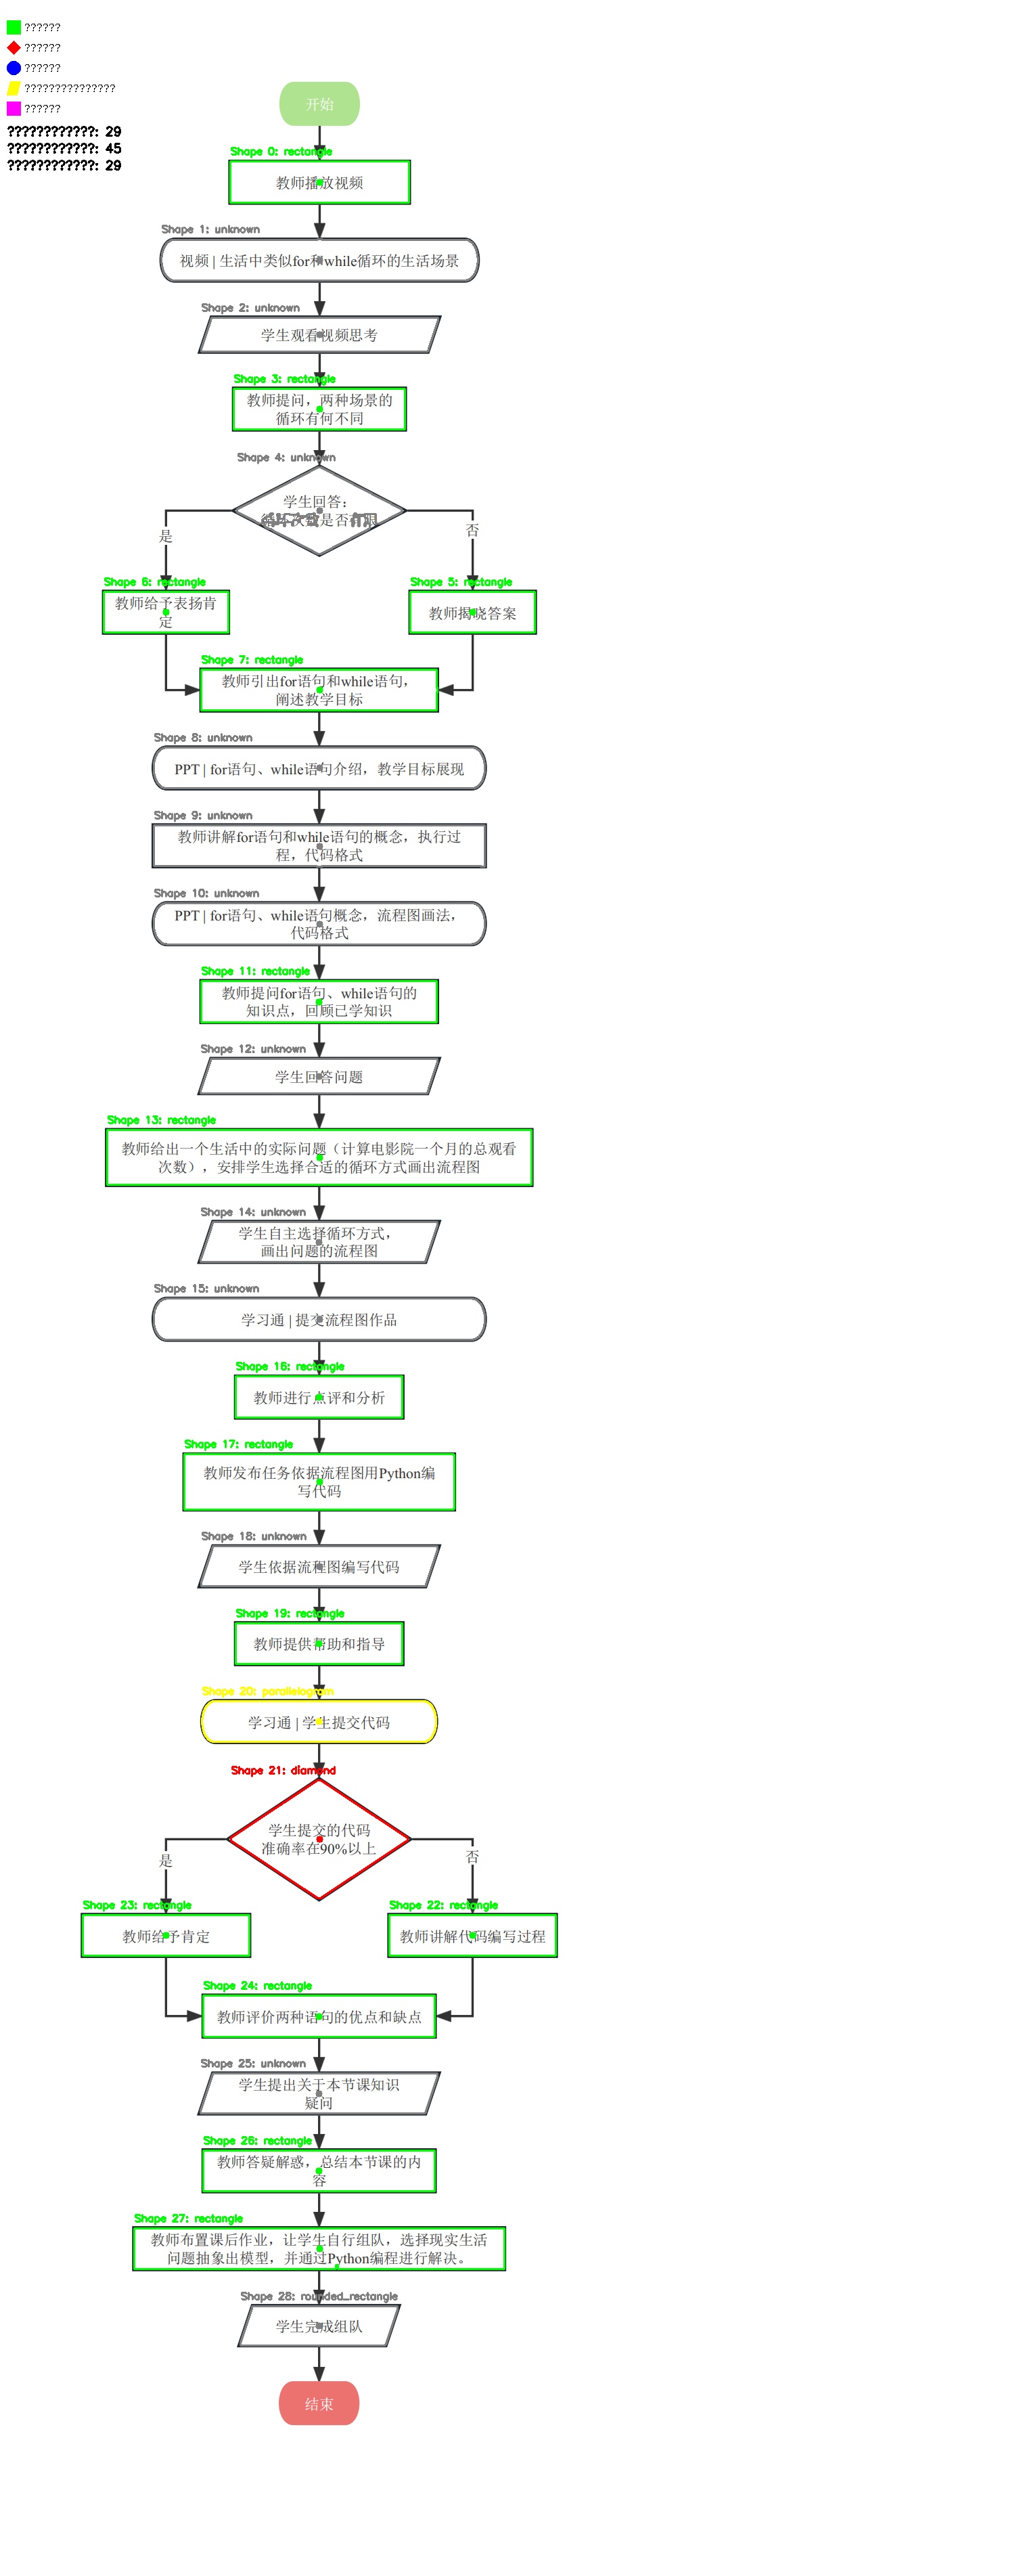 ??????
??????
??????
???????????????
??????
????????????: 29
????????????: 45
????????????: 29
开始
Shape 0: rectangle
教师播放视频
Shape 1: unknown
视频 | 生活中类似for和while循环的生活场景
Shape 2: unknown
学生观看视频思考
Shape 3: rectangle
教师提问，两种场景的
循环有何不同
Shape 4: unknown
学生回答：
循环次数是否有限
是
否
Shape 6: rectangle
教师给予表扬肯
定
Shape 5: rectangle
教师揭晓答案
Shape 7: rectangle
教师引出for语句和while语句，
阐述教学目标
Shape 8: unknown
PPT | for语句、while语句介绍，教学目标展现
Shape 9: unknown
教师讲解for语句和while语句的概念，执行过
程，代码格式
Shape 10: unknown
PPT | for语句、while语句概念，流程图画法，
代码格式
Shape 11: rectangle
教师提问for语句、while语句的
知识点，回顾已学知识
Shape 12: unknown
学生回答问题
Shape 13: rectangle
教师给出一个生活中的实际问题（计算电影院一个月的总观看
次数），安排学生选择合适的循环方式画出流程图
Shape 14: unknown
学生自主选择循环方式，
画出问题的流程图
Shape 15: unknown
学习通 | 提交流程图作品
Shape 16: rectangle
教师进行点评和分析
Shape 17: rectangle
教师发布任务依据流程图用Python编
写代码
Shape 18: unknown
学生依据流程图编写代码
Shape 19: rectangle
教师提供帮助和指导
Shape 20: parallelogram
学习通 | 学生提交代码
Shape 21: diamond
学生提交的代码
准确率在90%以上
是
否
Shape 23: rectangle
教师给予肯定
Shape 22: rectangle
教师讲解代码编写过程
Shape 24: rectangle
教师评价两种语句的优点和缺点
Shape 25: unknown
学生提出关于本节课知识
疑问
Shape 26: rectangle
教师答疑解惑，总结本节课的内
容
Shape 27: rectangle
教师布置课后作业，让学生自行组队，选择现实生活
问题抽象出模型，并通过Python编程进行解决。
Shape 28: rounded_rectangle
学生完成组队
结束